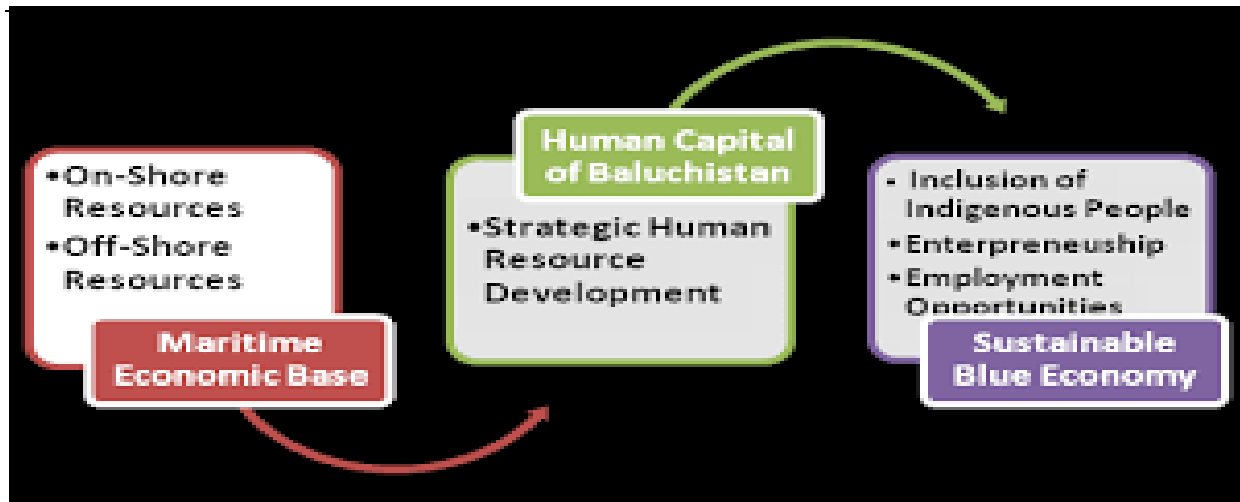 •On-Shore
Resources
•Off-Shore
Resources
Maritime
Economic Base
Human Capital
of Baluchistan
•Strategic Human
Resource
Development
• Inclusion of
Indigenous People
•Enterpreneuship
•Employment
Opportunities
Sustainable
Blue Economy